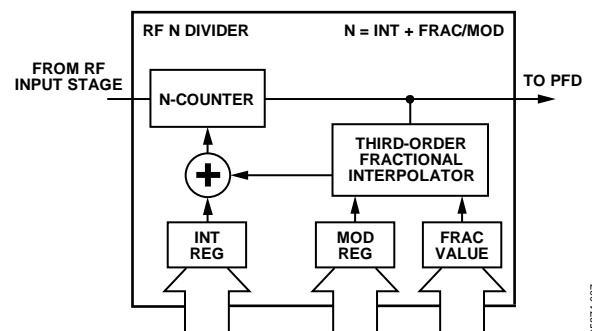 RF N DIVIDER
N = INT + FRAC/MOD
FROM RF
INPUT STAGE
TO PFD
N-COUNTER
THIRD-ORDER
FRACTIONAL
INTERPOLATOR
+
INT
REG
MOD
REG
FRAC
VALUE